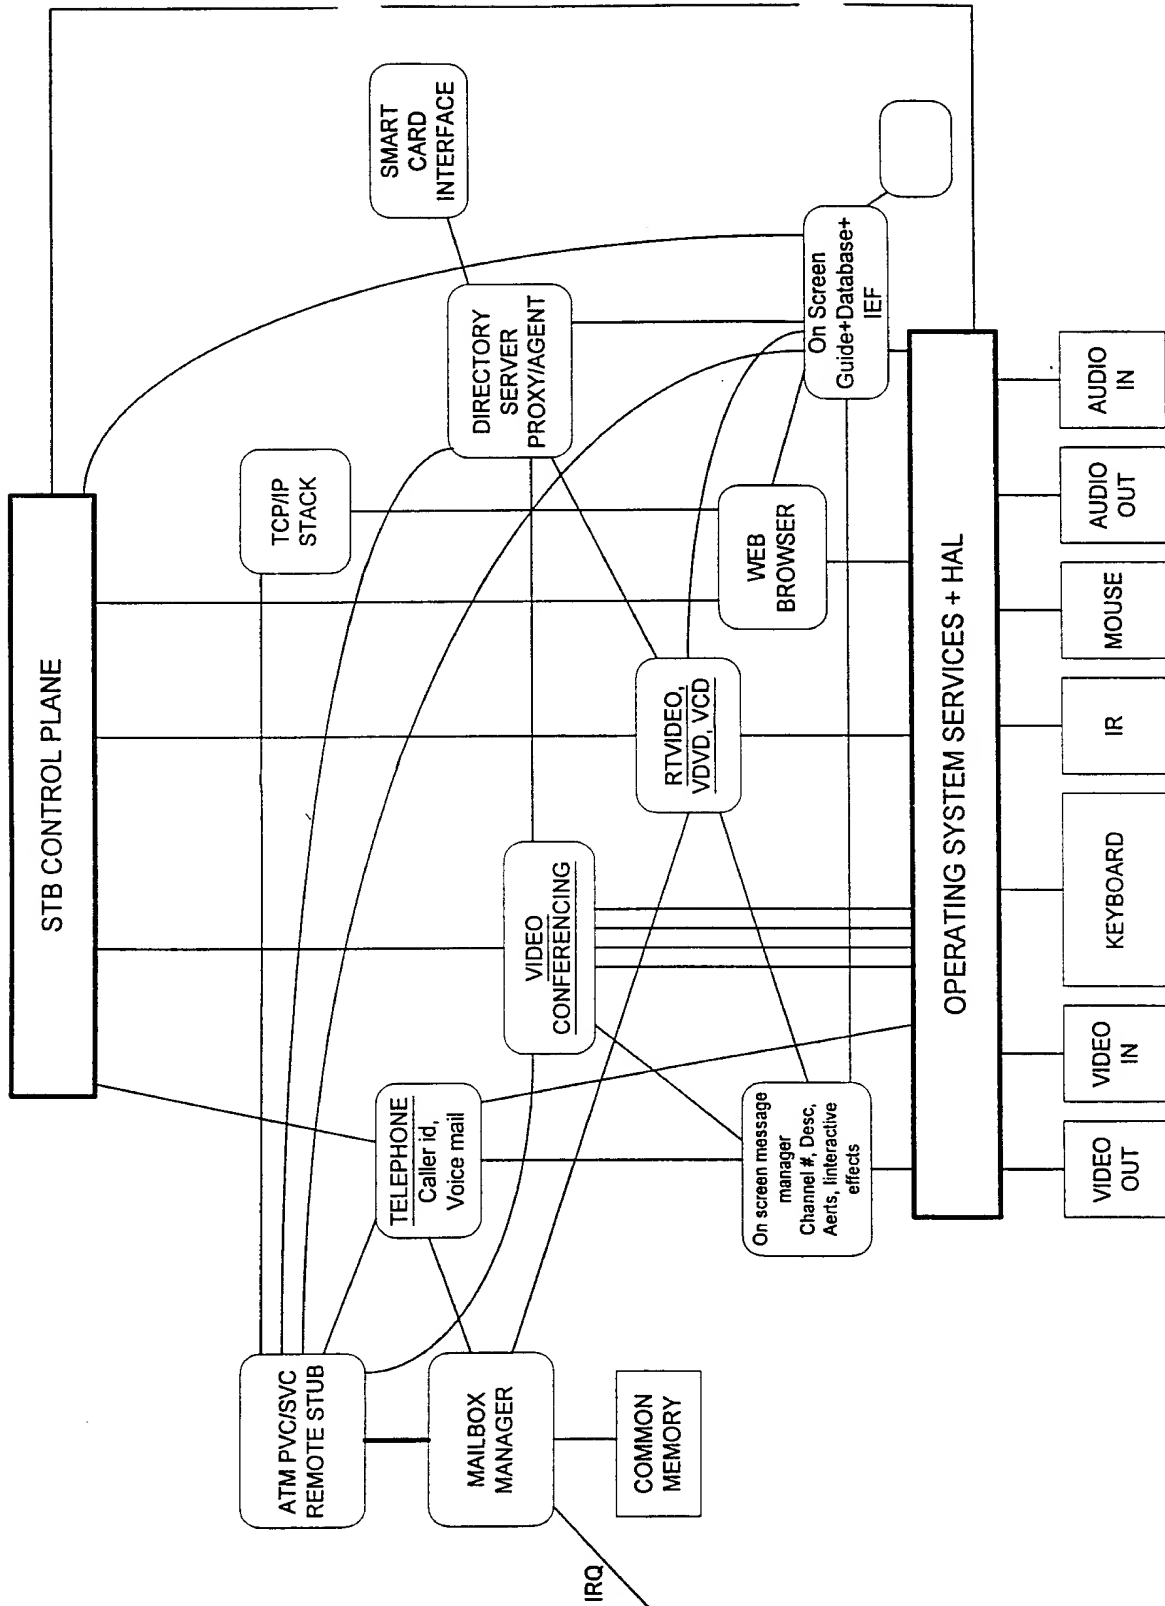 STB CONTROL PLANE
SMART
CARD
INTERFACE
TCP/IP
STACK
DIRECTORY
SERVER
PROXY/AGENT
ATM PVC/SVC
REMOTE STUB
TELEPHONE
Caller id,
Voice mail
MAILBOX
MANAGER
VIDEO
CONFERENCING
IRQ
COMMON
MEMORY
RTVIDEO,
VDVD, VCD
WEB
BROWSER
On Screen
Guide+Database+
IEF
On screen message
manager
Channel #, Desc,
Aerts, Iinteractive
effects
OPERATING SYSTEM SERVICES + HAL
VIDEO
OUT
VIDEO
IN
KEYBOARD
IR
MOUSE
AUDIO
OUT
AUDIO
IN